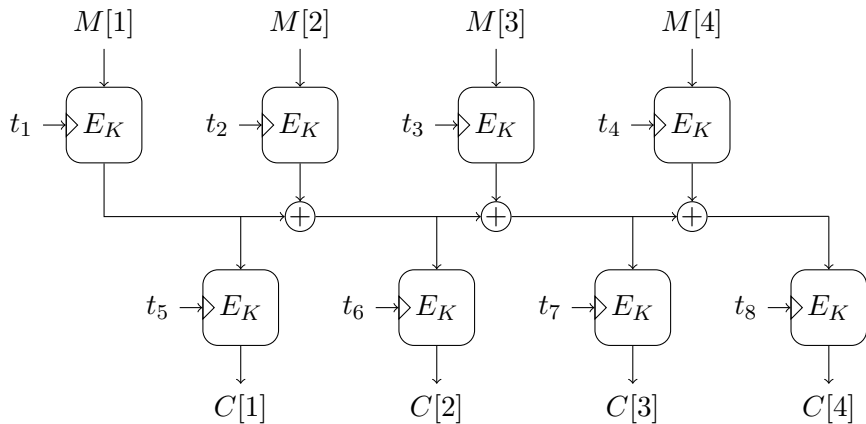 M[1] M[2] M[3] M[4]
t₁ E_K t₂ E_K t₃ E_K t₄ E_K
t₅ E_K t₆ E_K t₇ E_K t₈ E_K
C[1] C[2] C[3] C[4]